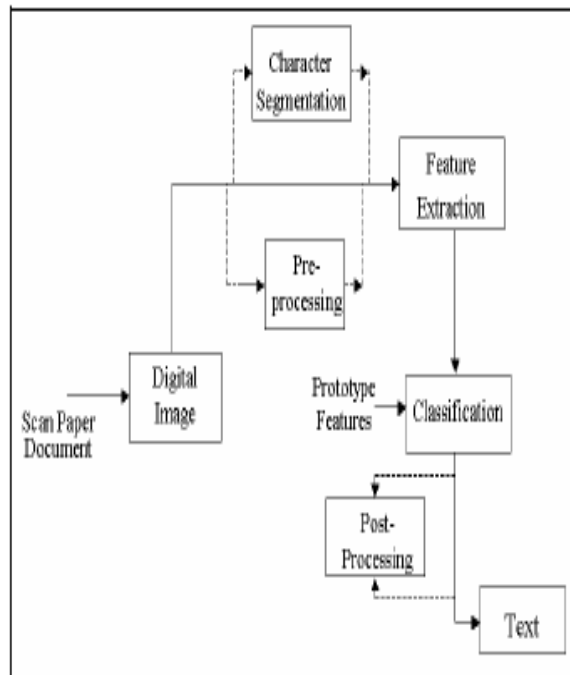 Character
Segmentation
Feature
Extraction
Pre-
processing
Digital
Image
Scan Paper
Document
Prototype
Features
Classification
Post-
Processing
Text